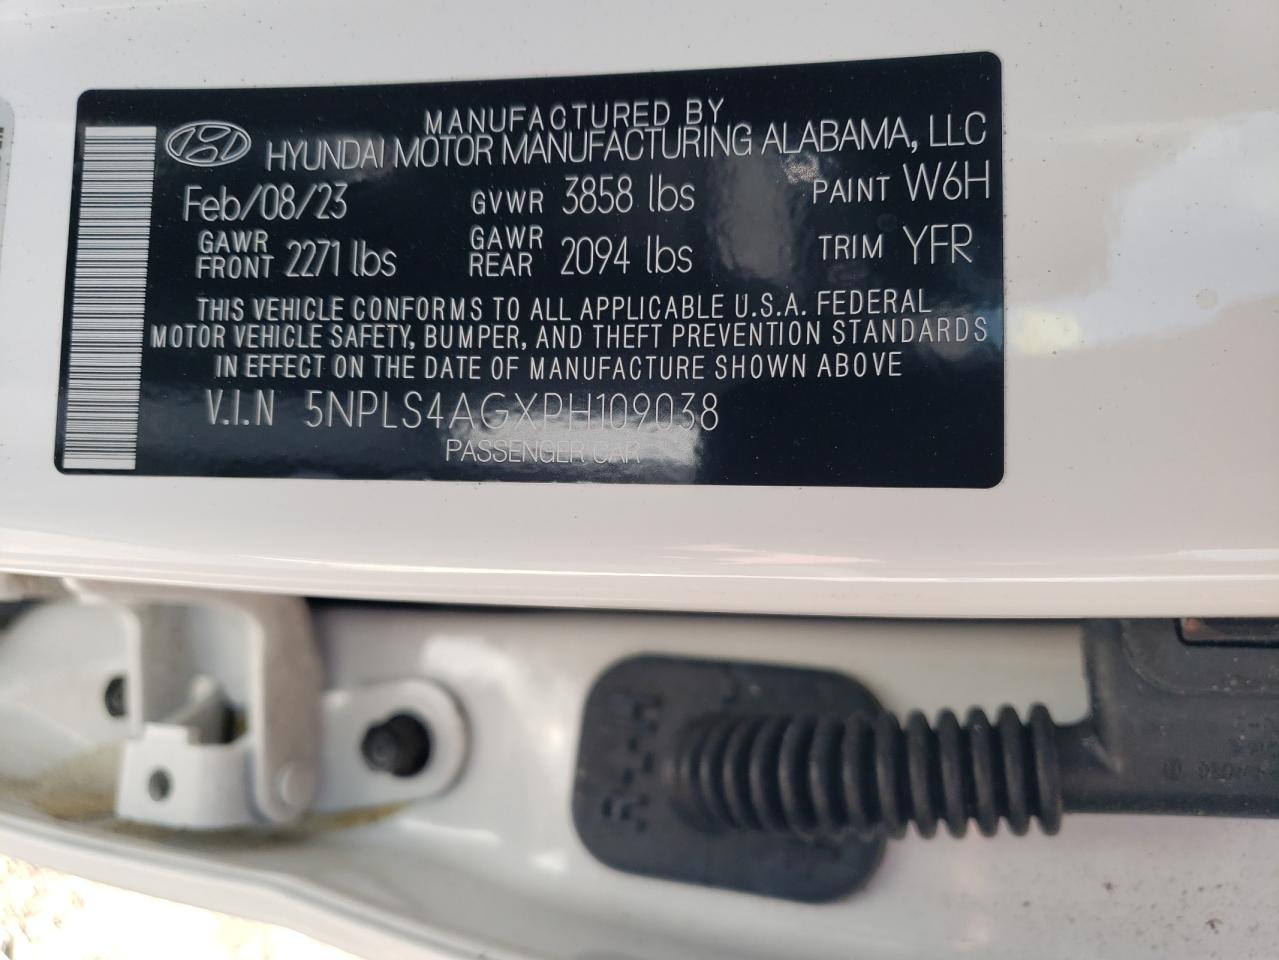 MANUFACTURED BY
HYUNDAI MOTOR MANUFACTURING ALABAMA, LLC
Feb/08/23 GVWR 3858 lbs PAINT W6H
GAWR FRONT 2271 lbs GAWR REAR 2094 lbs TRIM YFR
THIS VEHICLE CONFORMS TO ALL APPLICABLE U.S.A. FEDERAL
MOTOR VEHICLE SAFETY, BUMPER, AND THEFT PREVENTION STANDARDS
IN EFFECT ON THE DATE OF MANUFACTURE SHOWN ABOVE
V.I.N 5NPLS4AGXPH109038
PASSENGER CAR